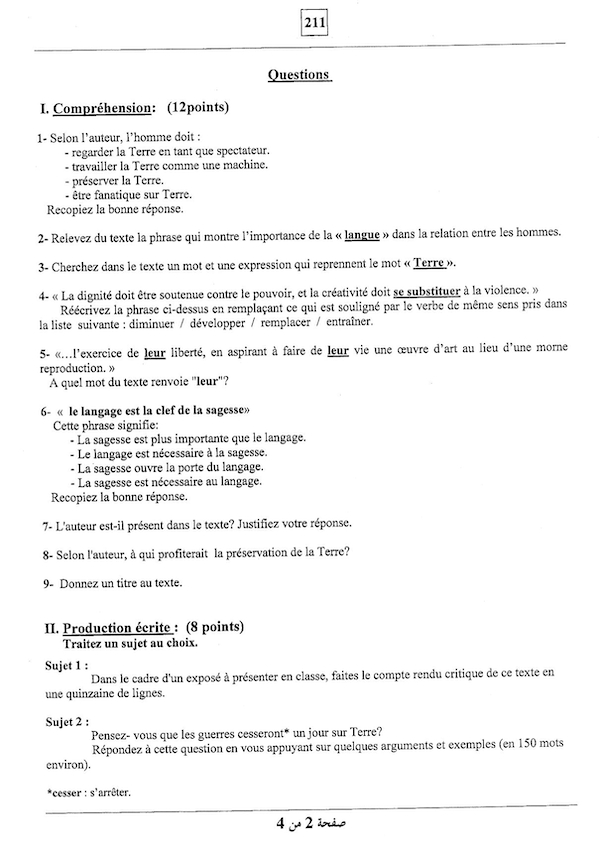 211
Questions
I. Compréhension: (12points)
1- Selon l'auteur, l'homme doit :
- regarder la Terre en tant que spectateur.
- travailler la Terre comme une machine.
- préserver la Terre.
- être fanatique sur Terre.
Recopiez la bonne réponse.
2- Relevez du texte la phrase qui montre l'importance de la « langue » dans la relation entre les hommes.
3- Cherchez dans le texte un mot et une expression qui reprennent le mot « Terre ».
4- « La dignité doit être soutenue contre le pouvoir, et la créativité doit se substituer à la violence. »
Réécrivez la phrase ci-dessus en remplaçant ce qui est souligné par le verbe de même sens pris dans
la liste suivante : diminuer / développer / remplacer / entraîner.
5- «…l'exercice de leur liberté, en aspirant à faire de leur vie une œuvre d'art au lieu d'une morne
reproduction. »
A quel mot du texte renvoie "leur"?
6- « le langage est la clef de la sagesse»
Cette phrase signifie:
- La sagesse est plus importante que le langage.
- Le langage est nécessaire à la sagesse.
- La sagesse ouvre la porte du langage.
- La sagesse est nécessaire au langage.
Recopiez la bonne réponse.
7- L'auteur est-il présent dans le texte? Justifiez votre réponse.
8- Selon l'auteur, à qui profiterait la préservation de la Terre?
9- Donnez un titre au texte.
II. Production écrite : (8 points)
Traitez un sujet au choix.
Sujet 1 :
Dans le cadre d'un exposé à présenter en classe, faites le compte rendu critique de ce texte en
une quinzaine de lignes.
Sujet 2 :
Pensez- vous que les guerres cesseront* un jour sur Terre?
Répondez à cette question en vous appuyant sur quelques arguments et exemples (en 150 mots
environ).
*cesser : s'arrêter.
صفحة 2 من 4